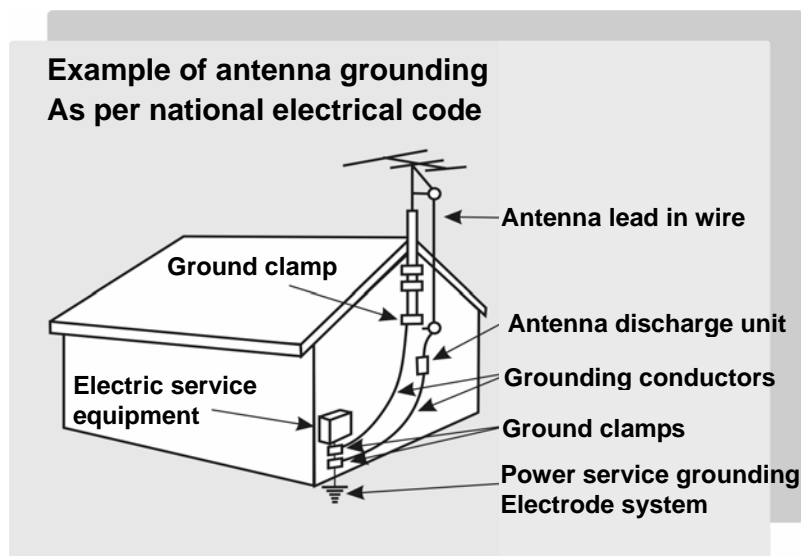 Example of antenna grounding
As per national electrical code
Antenna lead in wire
Ground clamp
Antenna discharge unit
Electric service
equipment
Grounding conductors
Ground clamps
Power service grounding
Electrode system